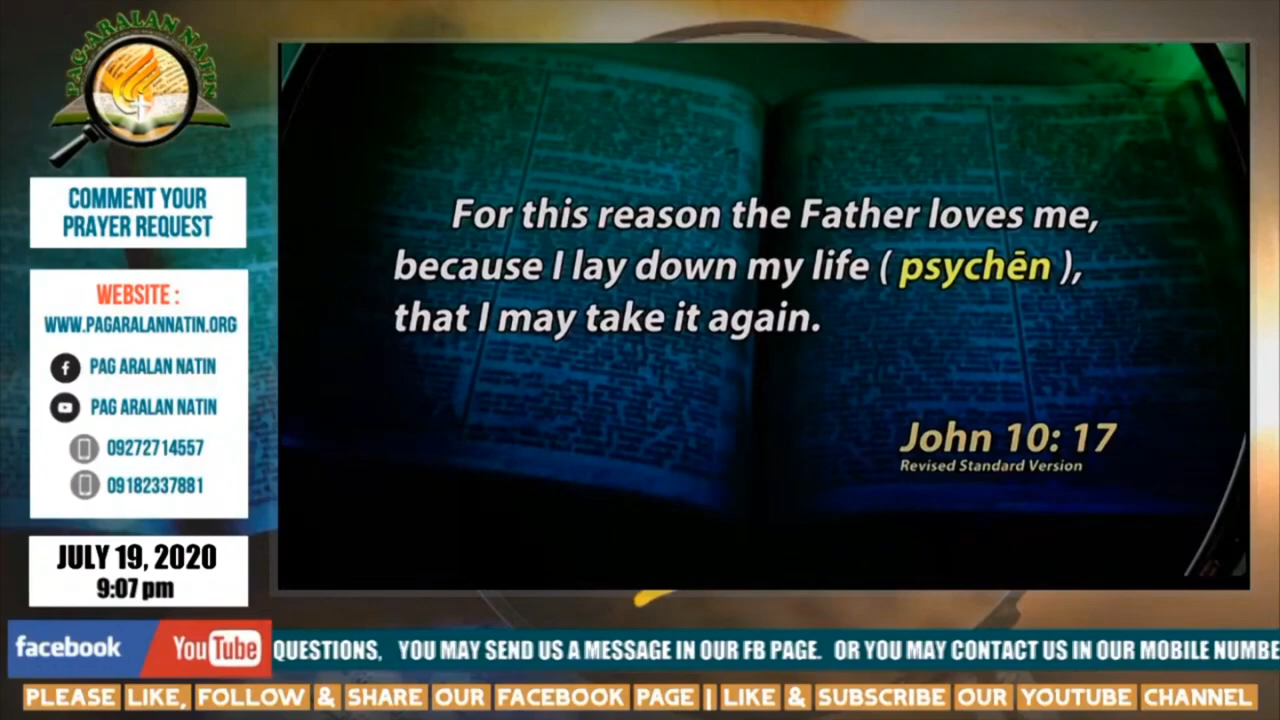 PAG-ARALAN NATIN
COMMENT YOUR
PRAYER REQUEST
WEBSITE :
WWW.PAGARALANNATIN.ORG
PAG ARALAN NATIN
PAG ARALAN NATIN
09272714557
09182337881
JULY 19, 2020
9:07 pm
For this reason the Father loves me,
because I lay down my life ( psychēn ),
that I may take it again.
John 10: 17
Revised Standard Version
facebook
YouTube
QUESTIONS, YOU MAY SEND US A MESSAGE IN OUR FB PAGE. OR YOU MAY CONTACT US IN OUR MOBILE NUMBE
PLEASE LIKE, FOLLOW & SHARE OUR FACEBOOK PAGE | LIKE & SUBSCRIBE OUR YOUTUBE CHANNEL